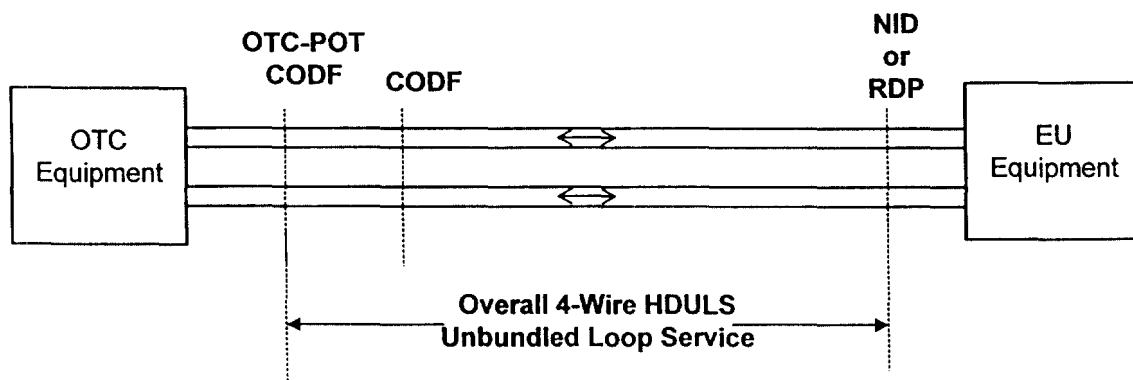 OTC-POT
CODF
CODF
NID
or
RDP
OTC
Equipment
EU
Equipment
Overall 4-Wire HDULS
Unbundled Loop Service